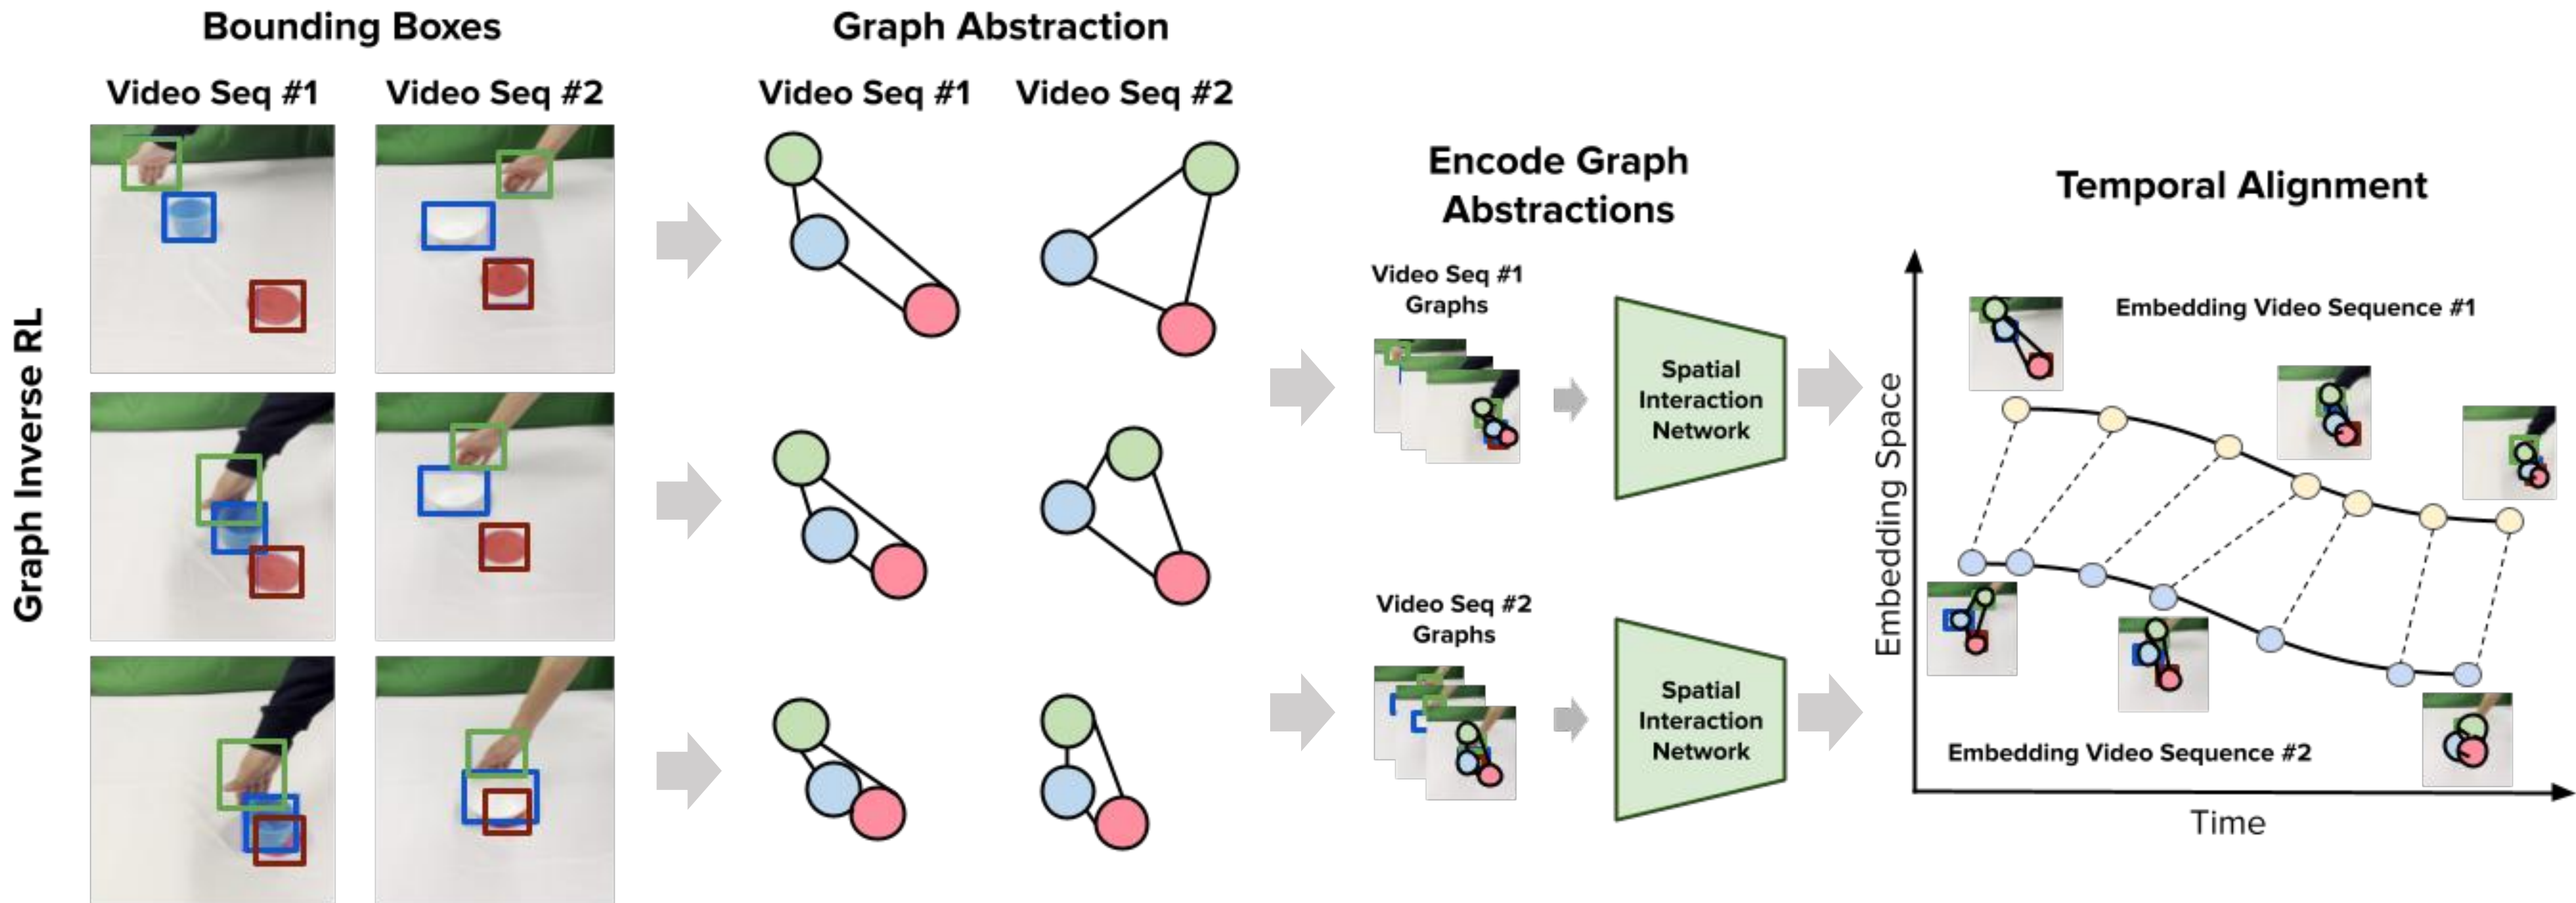 Bounding Boxes
Graph Abstraction
Video Seq #1
Video Seq #2
Video Seq #1
Video Seq #2
Graph Inverse RL
Encode Graph
Abstractions
Video Seq #1
Graphs
Spatial
Interaction
Network
Video Seq #2
Graphs
Spatial
Interaction
Network
Temporal Alignment
Embedding Space
Embedding Video Sequence #1
Embedding Video Sequence #2
Time